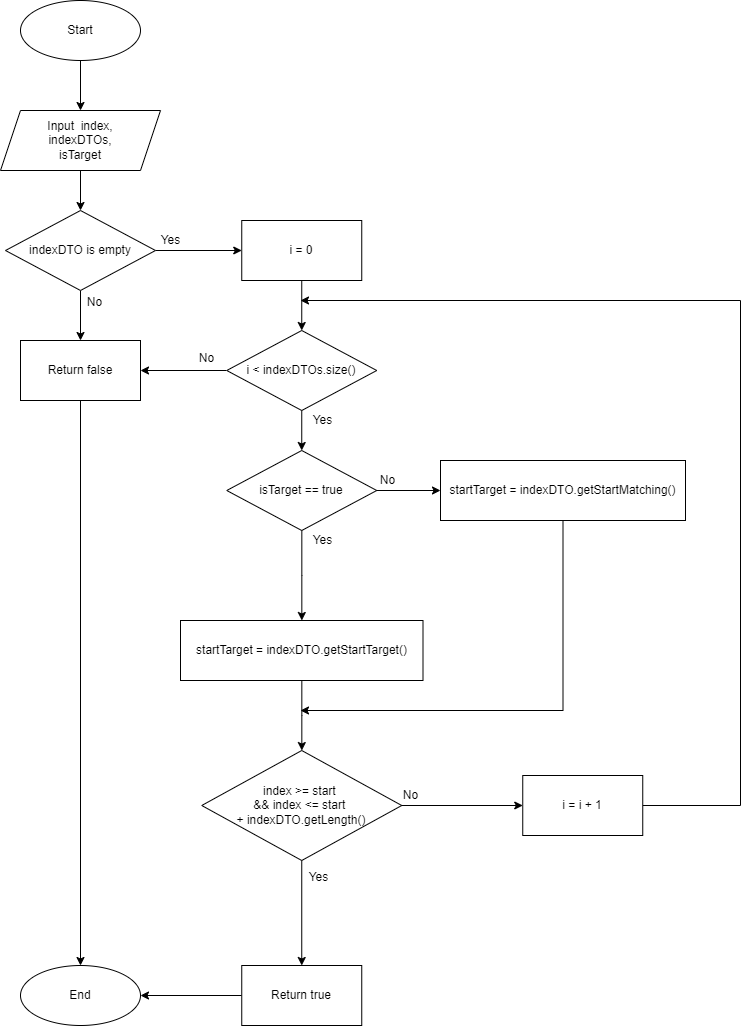 Start
Input index,
indexDTOs,
isTarget
indexDTO is empty
Yes
i = 0
No
Return false
No
i < indexDTOs.size()
Yes
isTarget == true
No
startTarget = indexDTO.getStartMatching()
Yes
startTarget = indexDTO.getStartTarget()
index >= start
&& index <= start
+ indexDTO.getLength()
No
i = i + 1
Yes
End
Return true